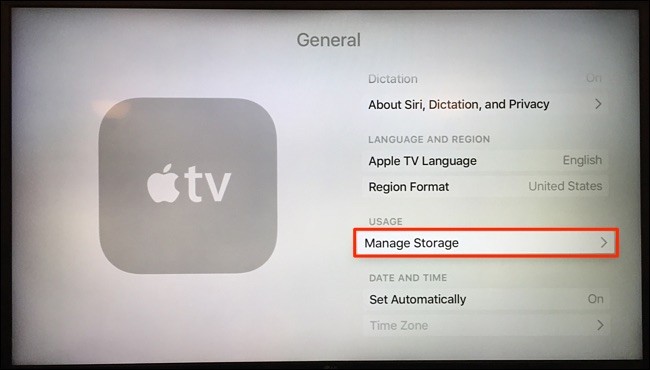 General
tv
Dictation On
About Siri, Dictation, and Privacy
LANGUAGE AND REGION
Apple TV Language English
Region Format United States
USAGE
Manage Storage
DATE AND TIME
Set Automatically On
Time Zone